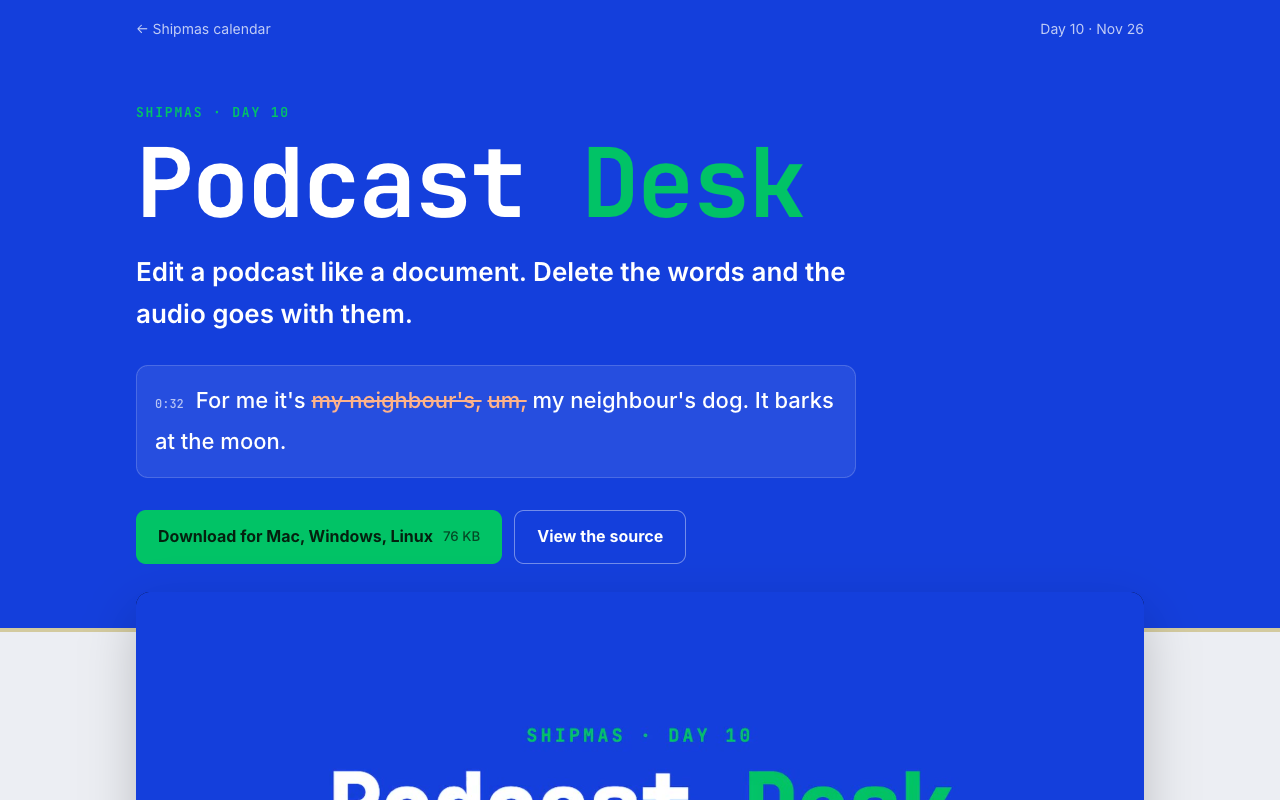 ← Shipmas calendar
Day 10 · Nov 26
SHIPMAS · DAY 10
Podcast Desk
Edit a podcast like a document. Delete the words and the
audio goes with them.
0:32 For me it's my neighbour's, um, my neighbour's dog. It barks
at the moon.
Download for Mac, Windows, Linux 76 KB
View the source
SHIPMAS · DAY 10
Podcast Desk